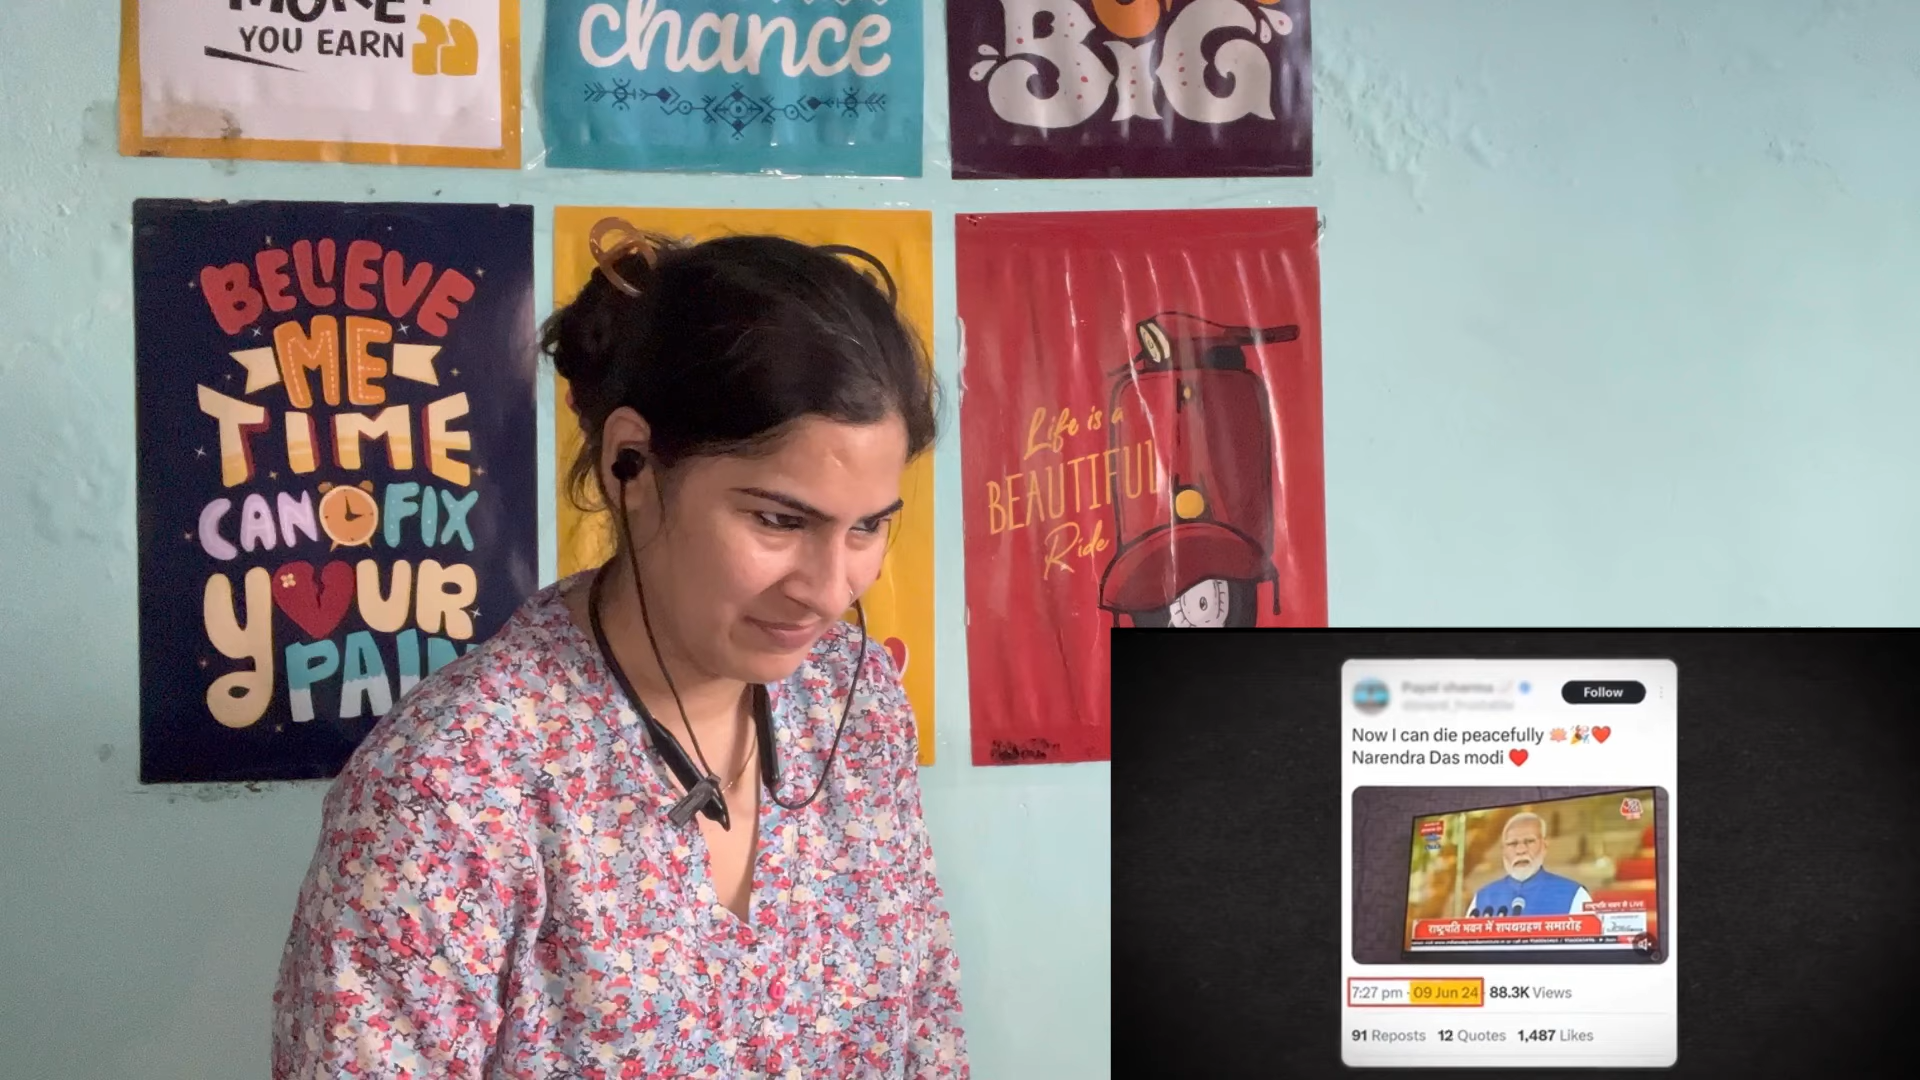 YOU EARN
chance
BIG
BELIEVE
ME
TIME
CAN FIX
YOUR
PAIN
Life is a
BEAUTIFUL
Ride
Follow
Now I can die peacefully 🪷🎉❤️
Narendra Das modi ❤️
राष्ट्रपति भवन में शपथग्रहण समारोह
7:27 pm · 09 Jun 24 · 88.3K Views
91 Reposts 12 Quotes 1,487 Likes